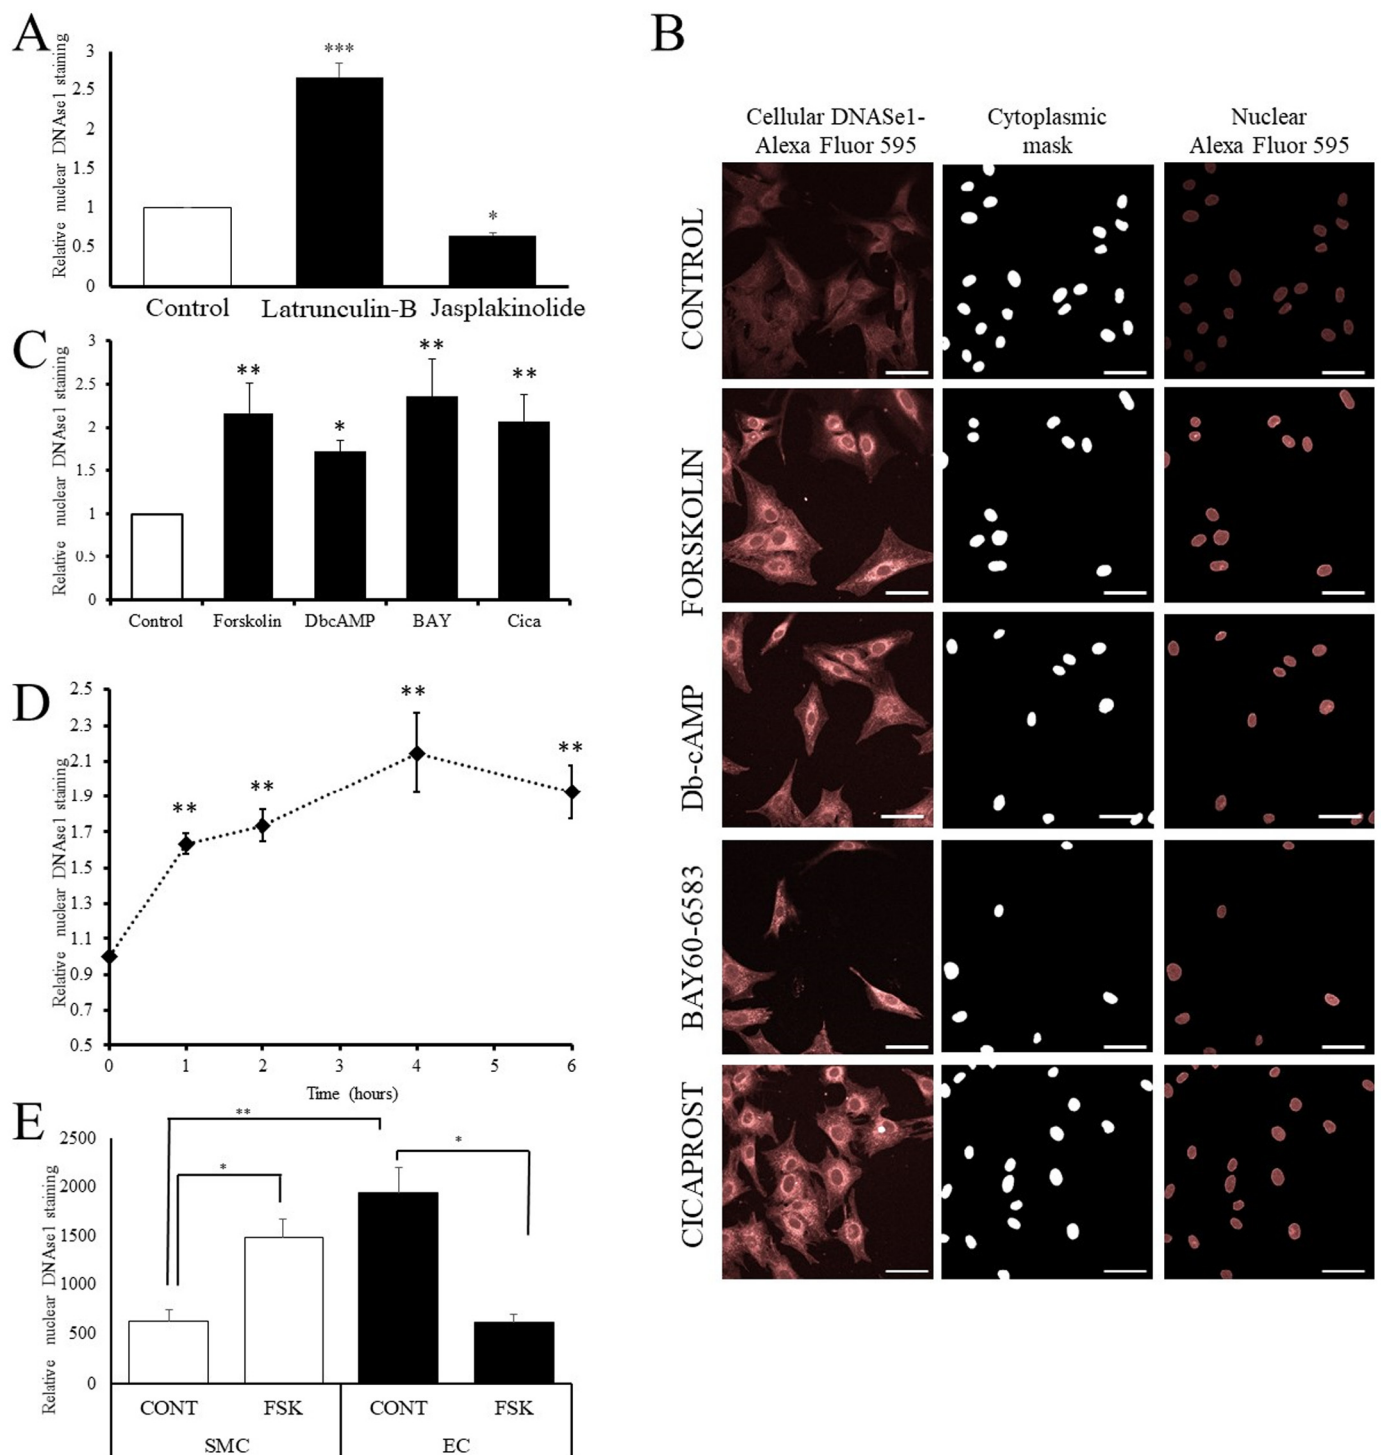 A
Relative nuclear DNAse1 staining
3
2.5
2
1.5
1
0.5
0
***
*
Control
Latrunculin-B
Jasplakinolide
B
Cellular DNASe1-
Alexa Fluor 595
Cytoplasmic
mask
Nuclear
Alexa Fluor 595
CONTROL
FORSKOLIN
Db-cAMP
BAY60-6583
CICAPROST
C
Relative nuclear DNAse1 staining
3
2.5
2
1.5
1
0.5
0
**
*
**
**
Control
Forskolin
DbcAMP
BAY
Cica
D
Relative nuclear DNAse1 staining
2.5
2.3
2.1
1.9
1.7
1.5
1.3
1.1
0.9
0.7
0.5
**
**
**
**
0
1
2
3
4
5
6
Time (hours)
E
Relative nuclear DNAse1 staining
2500
2000
1500
1000
500
0
**
*
*
CONT
FSK
CONT
FSK
SMC
EC